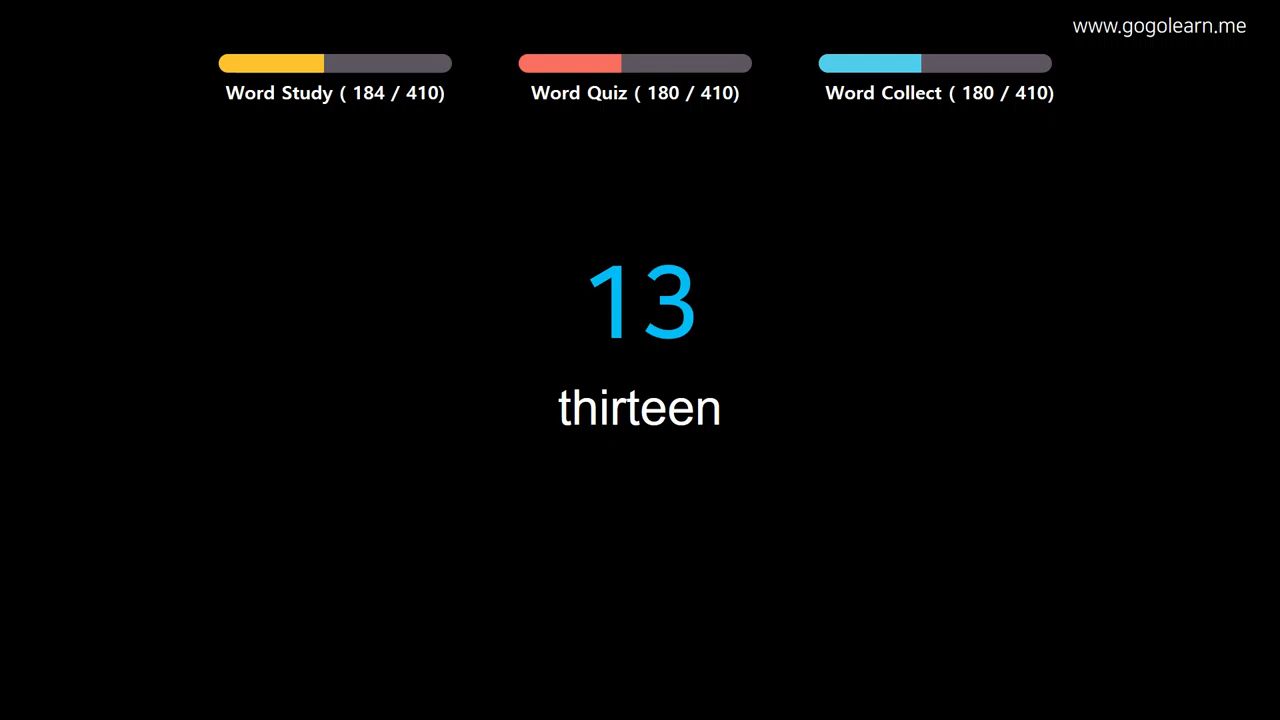 www.gogolearn.me
Word Study ( 184 / 410)
Word Quiz ( 180 / 410)
Word Collect ( 180 / 410)
13
thirteen